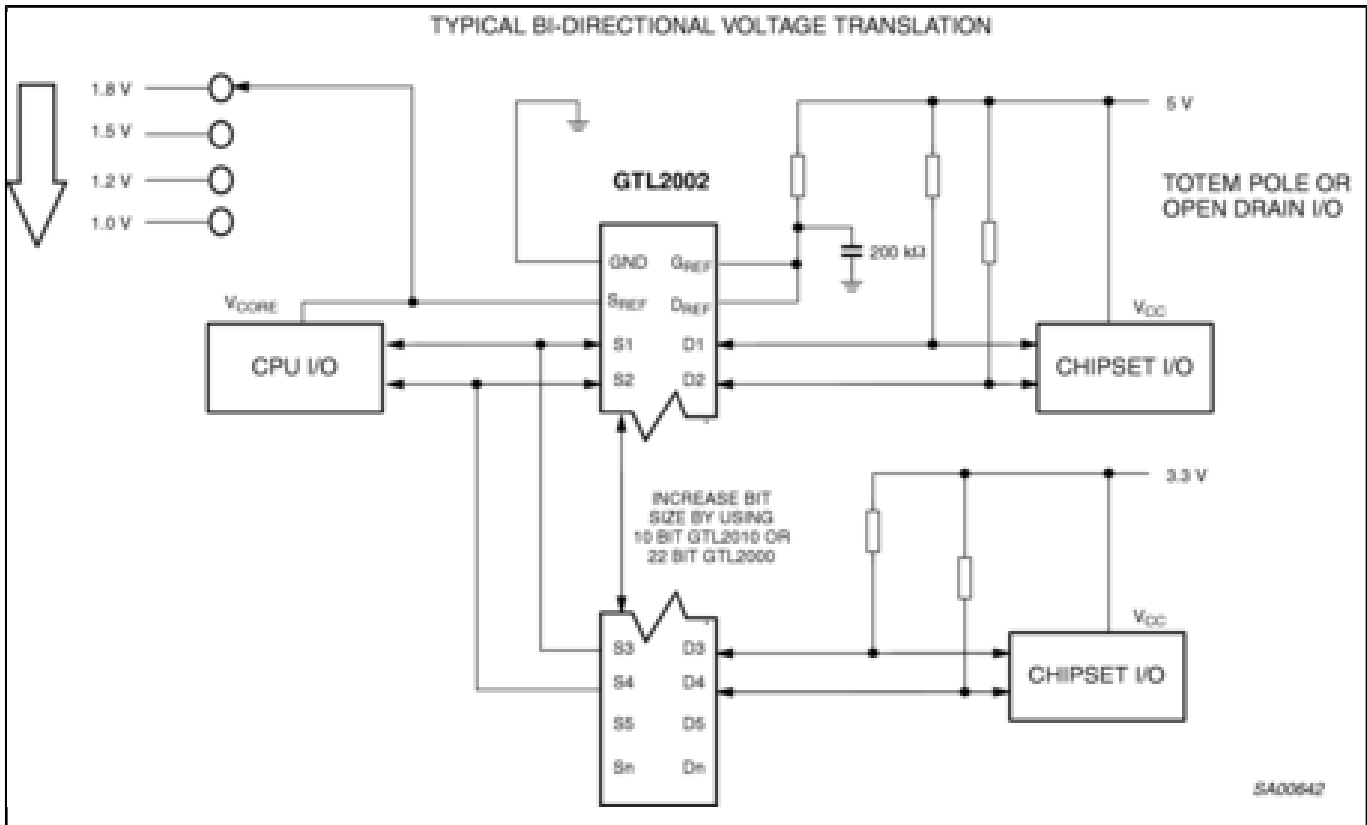 TYPICAL BI-DIRECTIONAL VOLTAGE TRANSLATION
1.8 V
1.5 V
1.2 V
1.0 V
5 V
GTL2002
TOTEM POLE OR
OPEN DRAIN I/O
200 kΩ
GND GREF
SREF DREF
S1 D1
S2 D2
VCORE
CPU I/O
VCC
CHIPSET I/O
INCREASE BIT
SIZE BY USING
10 BIT GTL2010 OR
22 BIT GTL2000
3.3 V
S3 D3
S4 D4
S5 D5
Sn Dn
VCC
CHIPSET I/O
SA00642